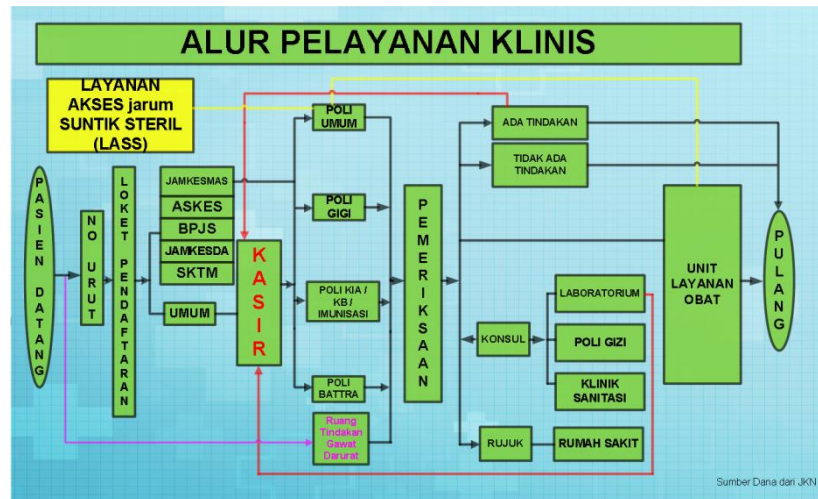 ALUR PELAYANAN KLINIS
LAYANAN
AKSES jarum
SUNTIK STERIL
(LASS)
PASIEN DATANG
NO URUT
LOKET PENDAFTARAN
JAMKESMAS
ASKES
BPJS
JAMKESDA
SKTM
UMUM
KASIR
POLI
UMUM
POLI
GIGI
POLI KIA /
KB /
IMUNISASI
POLI
BATTRA
Ruang
Tindakan
Gawat
Darurat
PEMERIKSAAN
ADA TINDAKAN
TIDAK ADA
TINDAKAN
KONSUL
LABORATORIUM
POLI GIZI
KLINIK
SANITASI
RUJUK
RUMAH SAKIT
UNIT
LAYANAN
OBAT
PULANG
Sumber Dana dari JKN